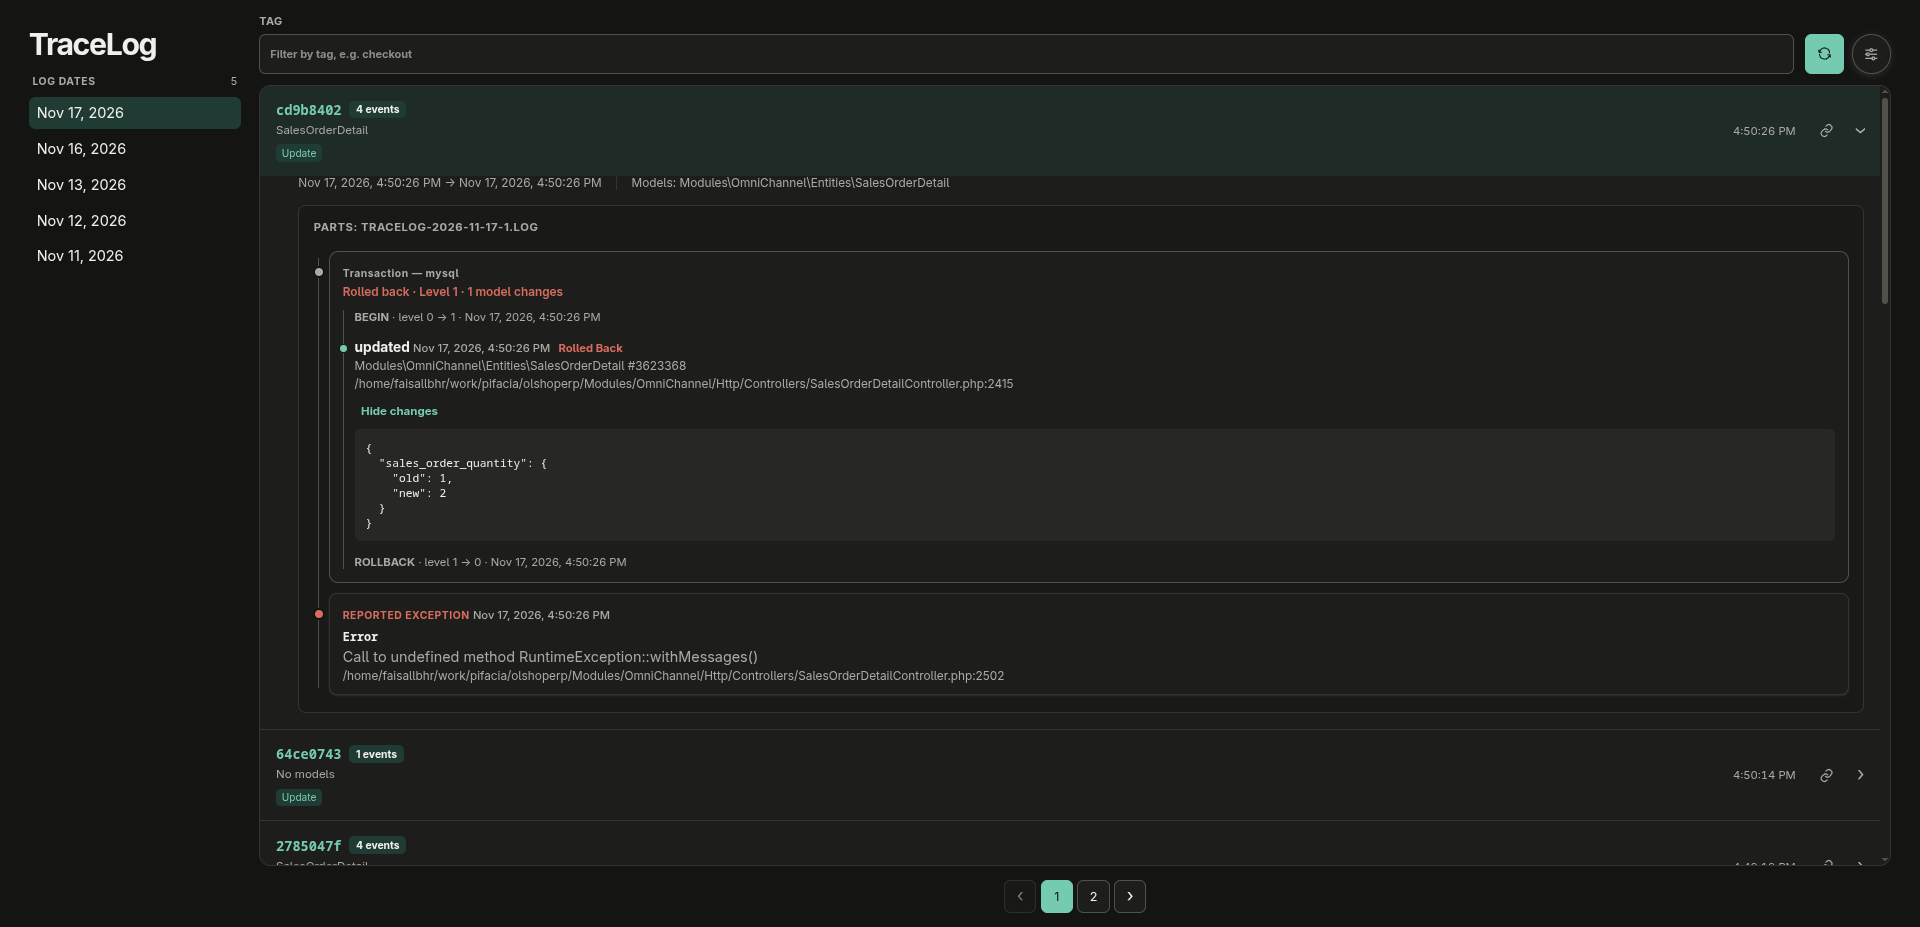 TraceLog
LOG DATES 5
Nov 17, 2026
Nov 16, 2026
Nov 13, 2026
Nov 12, 2026
Nov 11, 2026
TAG
Filter by tag, e.g. checkout
cd9b8402 4 events
SalesOrderDetail
Update
4:50:26 PM
Nov 17, 2026, 4:50:26 PM → Nov 17, 2026, 4:50:26 PM Models: Modules\OmniChannel\Entities\SalesOrderDetail
PARTS: TRACELOG-2026-11-17-1.LOG
Transaction — mysql
Rolled back · Level 1 · 1 model changes
BEGIN · level 0 → 1 · Nov 17, 2026, 4:50:26 PM
updated Nov 17, 2026, 4:50:26 PM Rolled Back
Modules\OmniChannel\Entities\SalesOrderDetail #3623368
/home/faisallbhr/work/pifacia/olshoperp/Modules/OmniChannel/Http/Controllers/SalesOrderDetailController.php:2415
Hide changes
{
"sales_order_quantity": {
"old": 1,
"new": 2
}
}
ROLLBACK · level 1 → 0 · Nov 17, 2026, 4:50:26 PM
REPORTED EXCEPTION Nov 17, 2026, 4:50:26 PM
Error
Call to undefined method RuntimeException::withMessages()
/home/faisallbhr/work/pifacia/olshoperp/Modules/OmniChannel/Http/Controllers/SalesOrderDetailController.php:2502
64ce0743 1 events
No models
Update
4:50:14 PM
2785047f 4 events
SalesOrderDetail
1 2